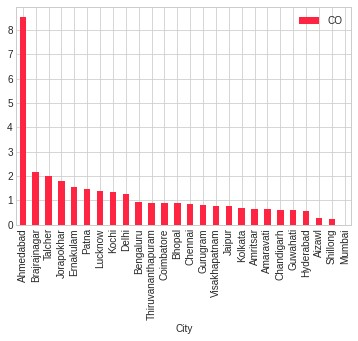 CO
8
7
6
5
4
3
2
1
0
Ahmedabad
Brajrajnagar
Talcher
Jorapokhar
Ernakulam
Patna
Lucknow
Kochi
Delhi
Bengaluru
Thiruvananthapuram
Coimbatore
Bhopal
Chennai
Gurugram
Visakhapatnam
Jaipur
Kolkata
Amritsar
Amaravati
Chandigarh
Guwahati
Hyderabad
Aizawl
Shillong
Mumbai
City